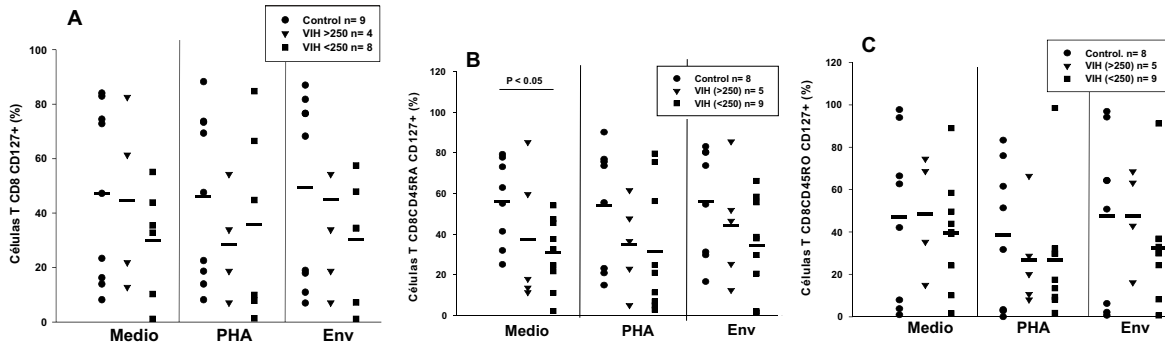 A
Control n= 9
VIH >250 n= 4
VIH <250 n= 8
Células T CD8 CD127+ (%)
100
80
60
40
20
0
Medio
PHA
Env
B
Control n= 8
VIH (>250) n= 5
VIH (<250) n= 9
P < 0.05
Células T CD8CD45RA CD127+ (%)
120
100
80
60
40
20
0
Medio
PHA
Env
C
Control. n= 8
VIH (>250) n= 5
VIH (<250) n= 9
Células T CD8CD45RO CD127+ (%)
120
100
80
60
40
20
0
Medio
PHA
Env